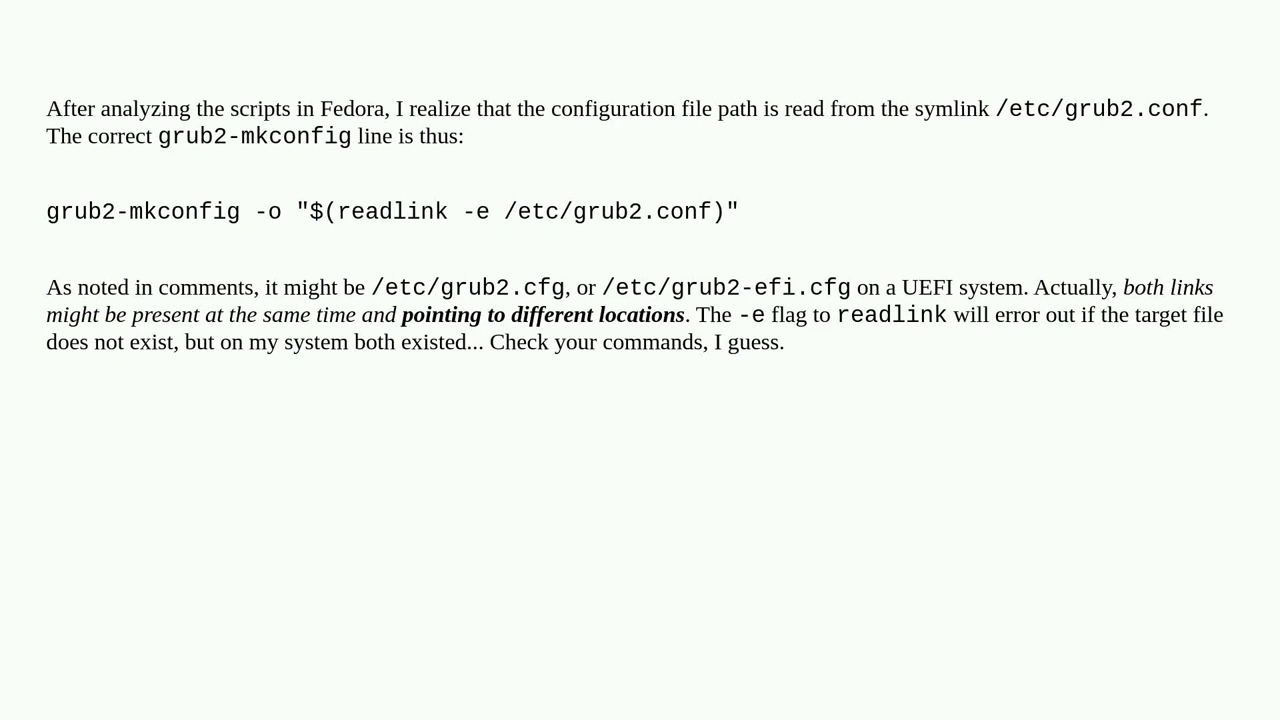 After analyzing the scripts in Fedora, I realize that the configuration file path is read from the symlink /etc/grub2.conf.
The correct grub2-mkconfig line is thus:
grub2-mkconfig -o "$(readlink -e /etc/grub2.conf)"
As noted in comments, it might be /etc/grub2.cfg, or /etc/grub2-efi.cfg on a UEFI system. Actually, both links
might be present at the same time and pointing to different locations. The -e flag to readlink will error out if the target file
does not exist, but on my system both existed... Check your commands, I guess.